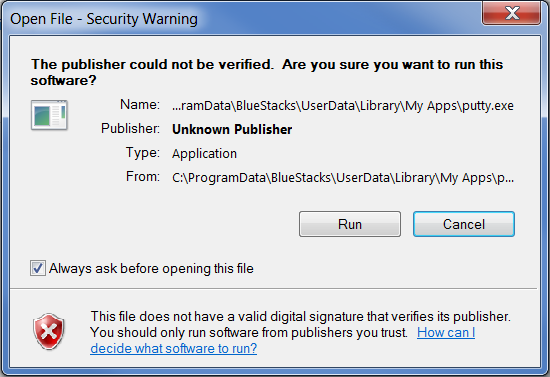 Open File - Security Warning
The publisher could not be verified.  Are you sure you want to run this
software?
Name: ...ramData\BlueStacks\UserData\Library\My Apps\putty.exe
Publisher: Unknown Publisher
Type: Application
From: C:\ProgramData\BlueStacks\UserData\Library\My Apps\p...
Run Cancel
Always ask before opening this file
This file does not have a valid digital signature that verifies its publisher.
You should only run software from publishers you trust. How can I
decide what software to run?